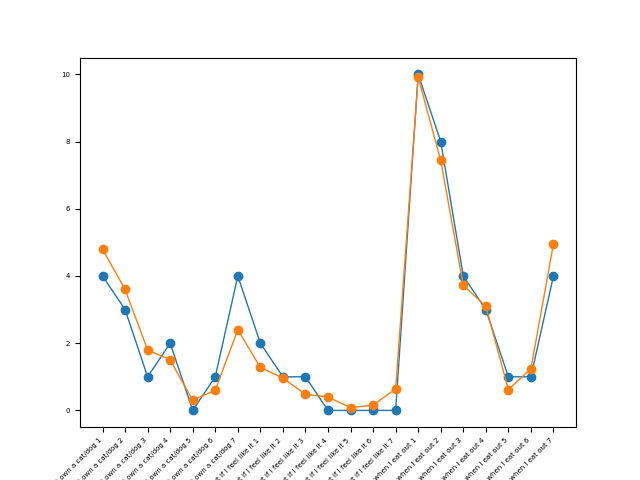 10
8
6
4
2
0
own a cat/dog 1
own a cat/dog 2
own a cat/dog 3
own a cat/dog 4
own a cat/dog 5
own a cat/dog 6
own a cat/dog 7
if I feel like it 1
if I feel like it 2
if I feel like it 3
if I feel like it 4
if I feel like it 5
if I feel like it 6
if I feel like it 7
when I eat out 1
when I eat out 2
when I eat out 3
when I eat out 4
when I eat out 5
when I eat out 6
when I eat out 7